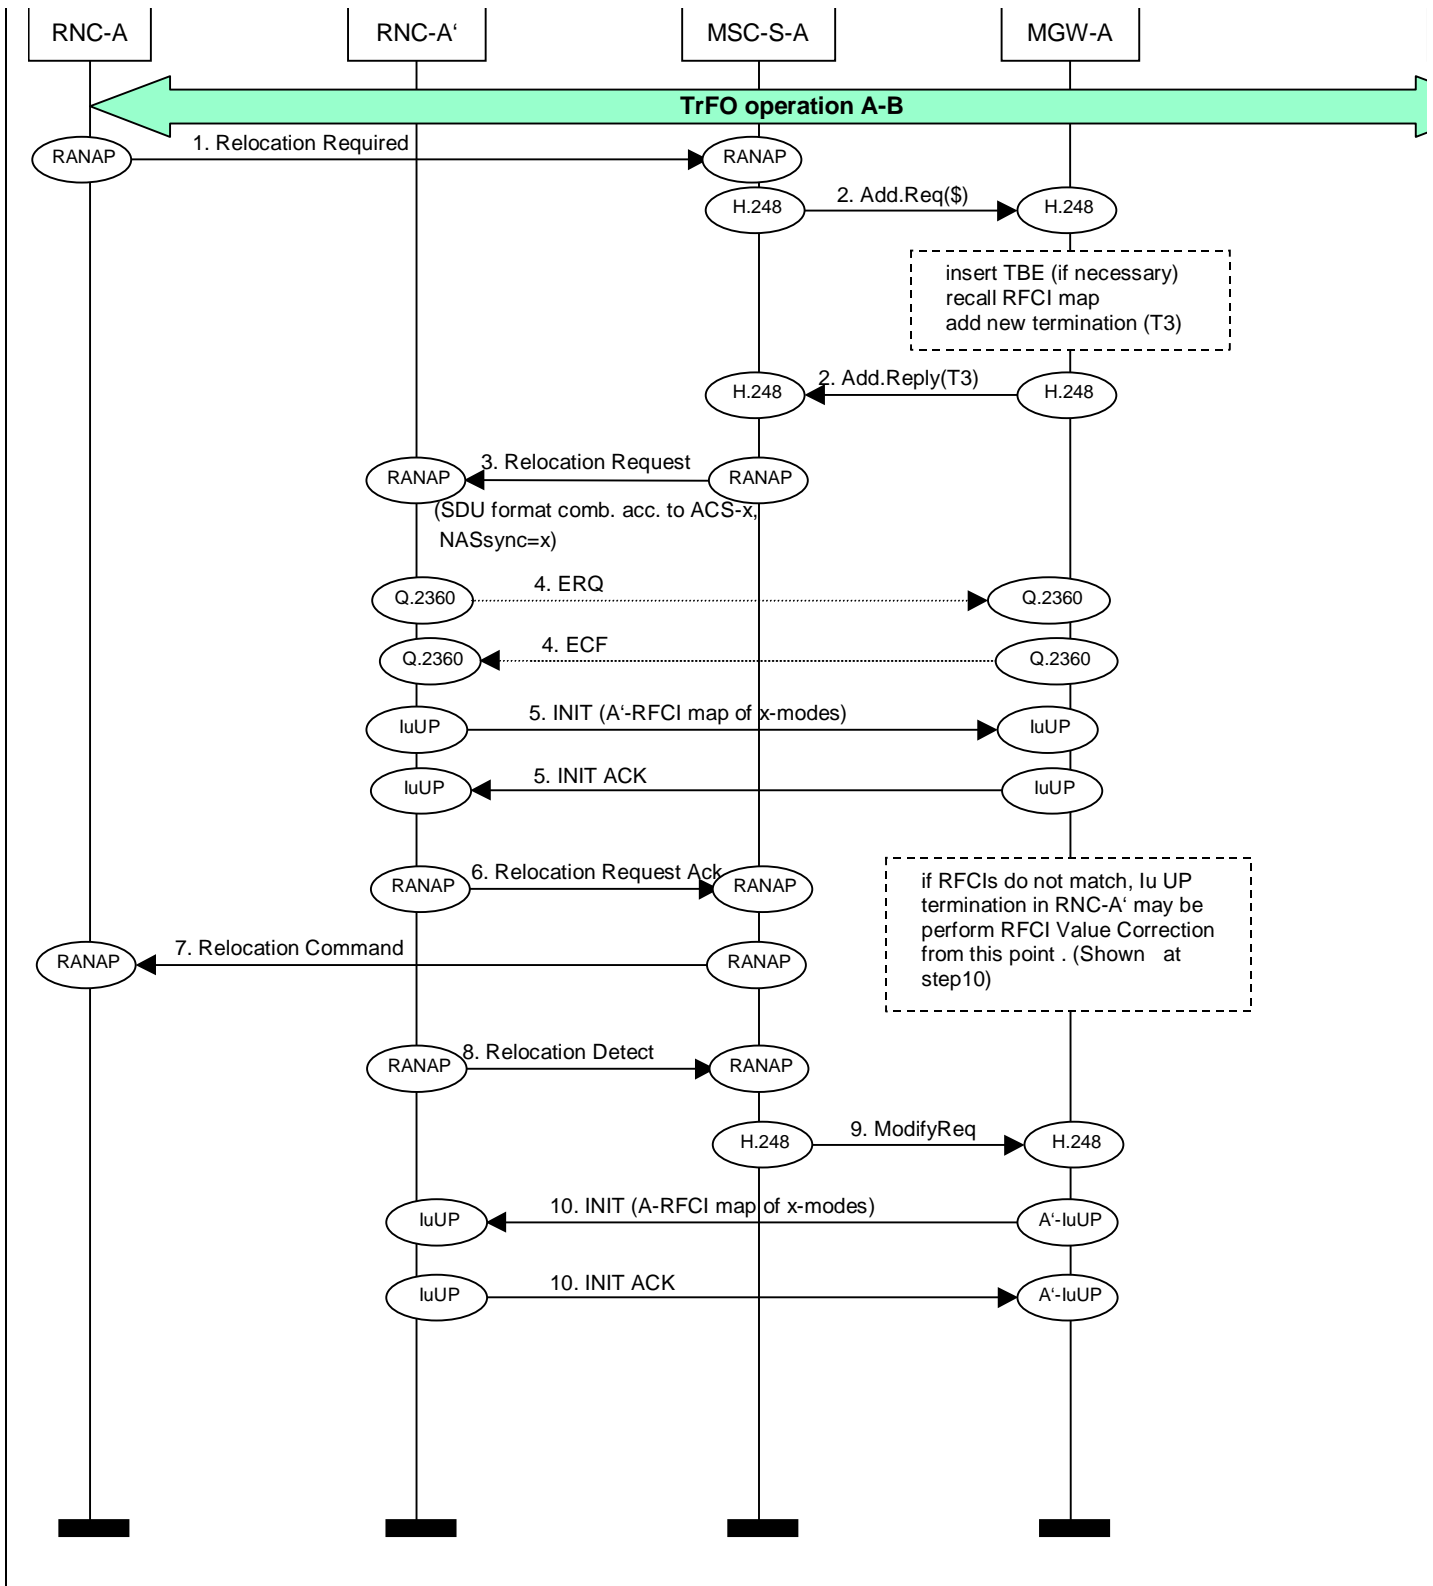 RNC-A
RNC-A‘
MSC-S-A
MGW-A
TrFO operation A-B
RANAP
1. Relocation Required
RANAP
H.248
2. Add.Req($)
H.248
insert TBE (if necessary)
recall RFCI map
add new termination (T3)
H.248
2. Add.Reply(T3)
H.248
RANAP
3. Relocation Request
RANAP
(SDU format comb. acc. to ACS-x,
NASsync=x)
Q.2360
4. ERQ
Q.2360
Q.2360
4. ECF
Q.2360
IuUP
5. INIT (A‘-RFCI map of x-modes)
IuUP
IuUP
5. INIT ACK
IuUP
RANAP
6. Relocation Request Ack
RANAP
if RFCIs do not match, Iu UP
termination in RNC-A‘ may be
perform RFCI Value Correction
from this point . (Shown at
step10)
RANAP
7. Relocation Command
RANAP
RANAP
8. Relocation Detect
RANAP
H.248
9. ModifyReq
H.248
IuUP
10. INIT (A-RFCI map of x-modes)
A‘-IuUP
IuUP
10. INIT ACK
A‘-IuUP